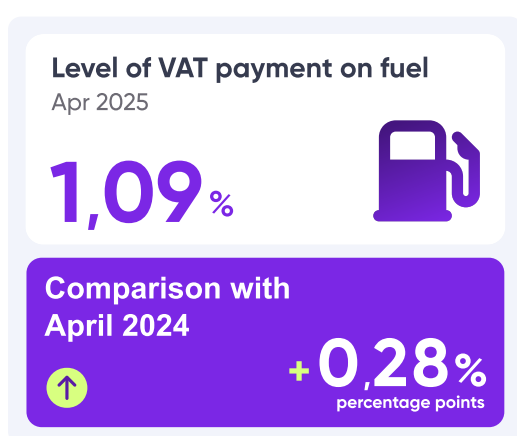 Level of VAT payment on fuel
Apr 2025
1,09 %
Comparison with
April 2024
+0,28%
percentage points